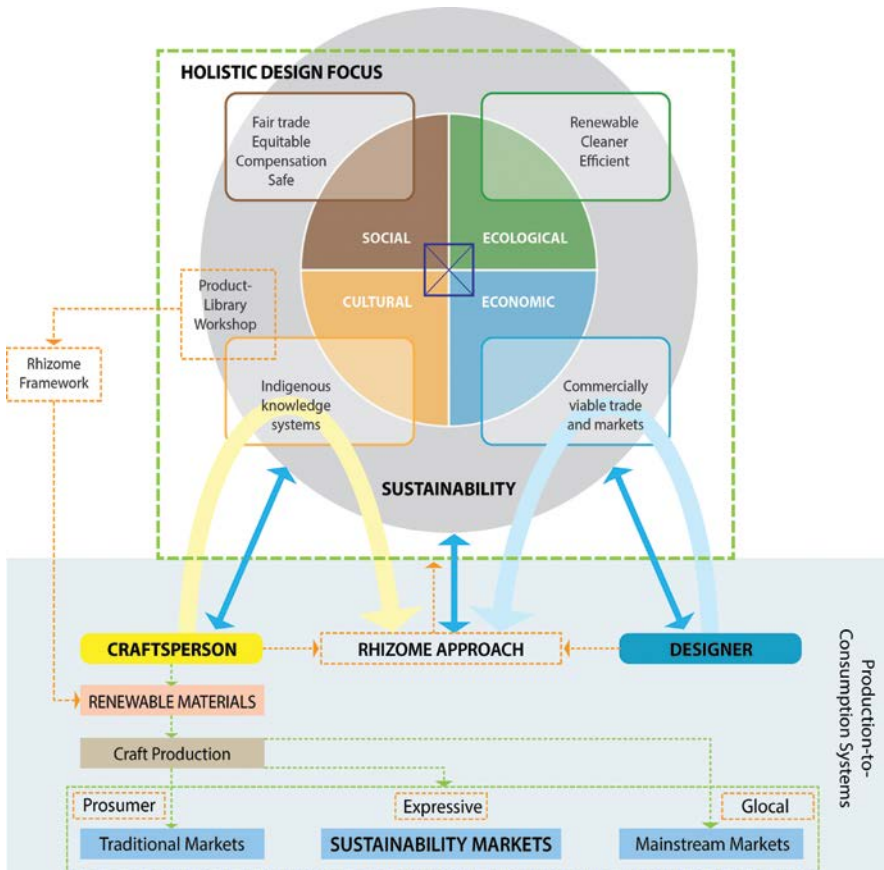 HOLISTIC DESIGN FOCUS
Fair trade
Equitable
Compensation
Safe
Renewable
Cleaner
Efficient
SOCIAL
ECOLOGICAL
CULTURAL
ECONOMIC
Product-
Library
Workshop
Rhizome
Framework
Indigenous
knowledge
systems
Commercially
viable trade
and markets
SUSTAINABILITY
CRAFTSPERSON
RHIZOME APPROACH
DESIGNER
RENEWABLE MATERIALS
Craft Production
Production-to-
Consumption Systems
Prosumer
Expressive
Glocal
Traditional Markets
SUSTAINABILITY MARKETS
Mainstream Markets